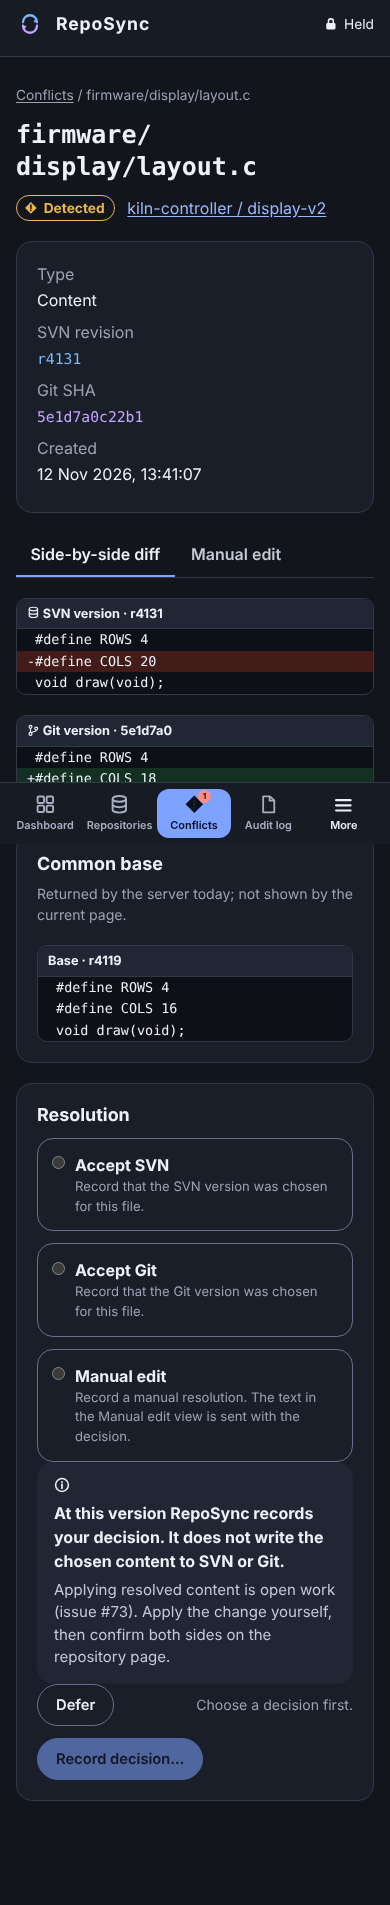 RepoSync
Held
Conflicts / firmware/display/layout.c
firmware/
display/layout.c
Detected
kiln-controller / display-v2
Type
Content
SVN revision
r4131
Git SHA
5e1d7a0c22b1
Created
12 Nov 2026, 13:41:07
Side-by-side diff
Manual edit
SVN version · r4131
#define ROWS 4
-#define COLS 20
void draw(void);
Git version · 5e1d7a0
#define ROWS 4
+#define COLS 18
Dashboard
Repositories
1
Conflicts
Audit log
More
Common base
Returned by the server today; not shown by the
current page.
Base · r4119
#define ROWS 4
#define COLS 16
void draw(void);
Resolution
Accept SVN
Record that the SVN version was chosen
for this file.
Accept Git
Record that the Git version was chosen
for this file.
Manual edit
Record a manual resolution. The text in
the Manual edit view is sent with the
decision.
At this version RepoSync records
your decision. It does not write the
chosen content to SVN or Git.
Applying resolved content is open work
(issue #73). Apply the change yourself,
then confirm both sides on the
repository page.
Defer
Choose a decision first.
Record decision...